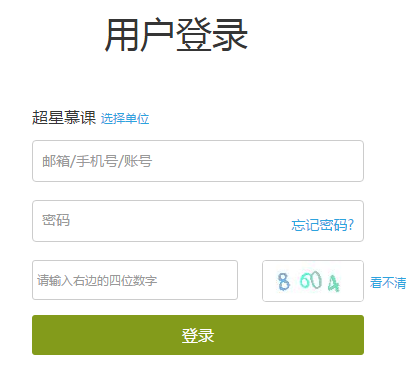 用户登录
超星慕课 选择单位
邮箱/手机号/账号
密码 忘记密码?
请输入右边的四位数字 8604 看不清
登录